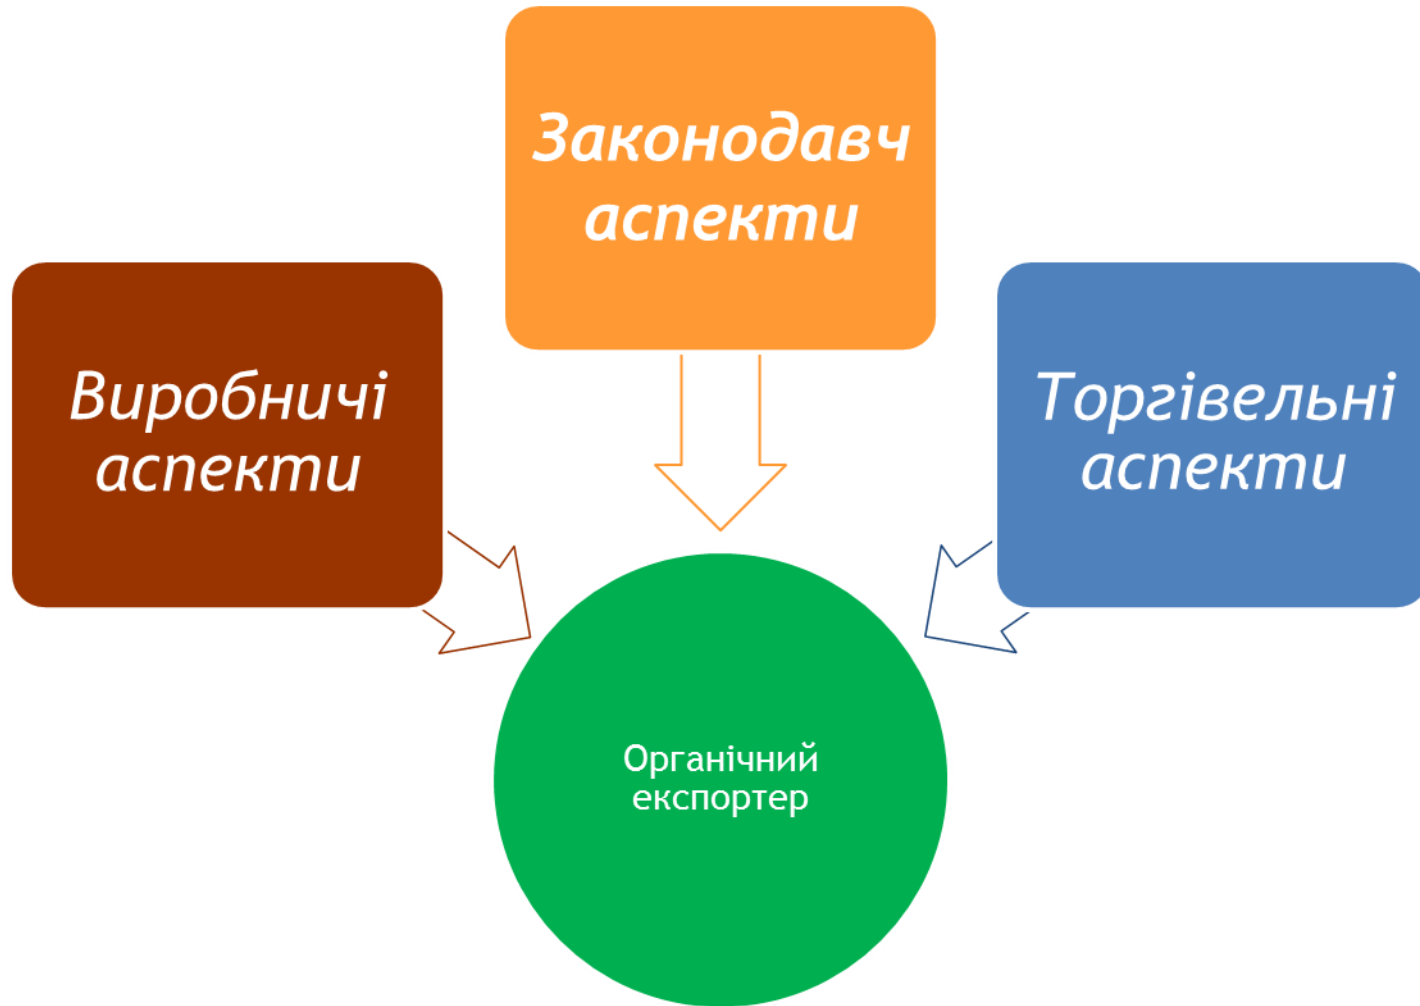 Законодавч
аспекти
Виробничі
аспекти
Торгівельні
аспекти
Органічний
експортер